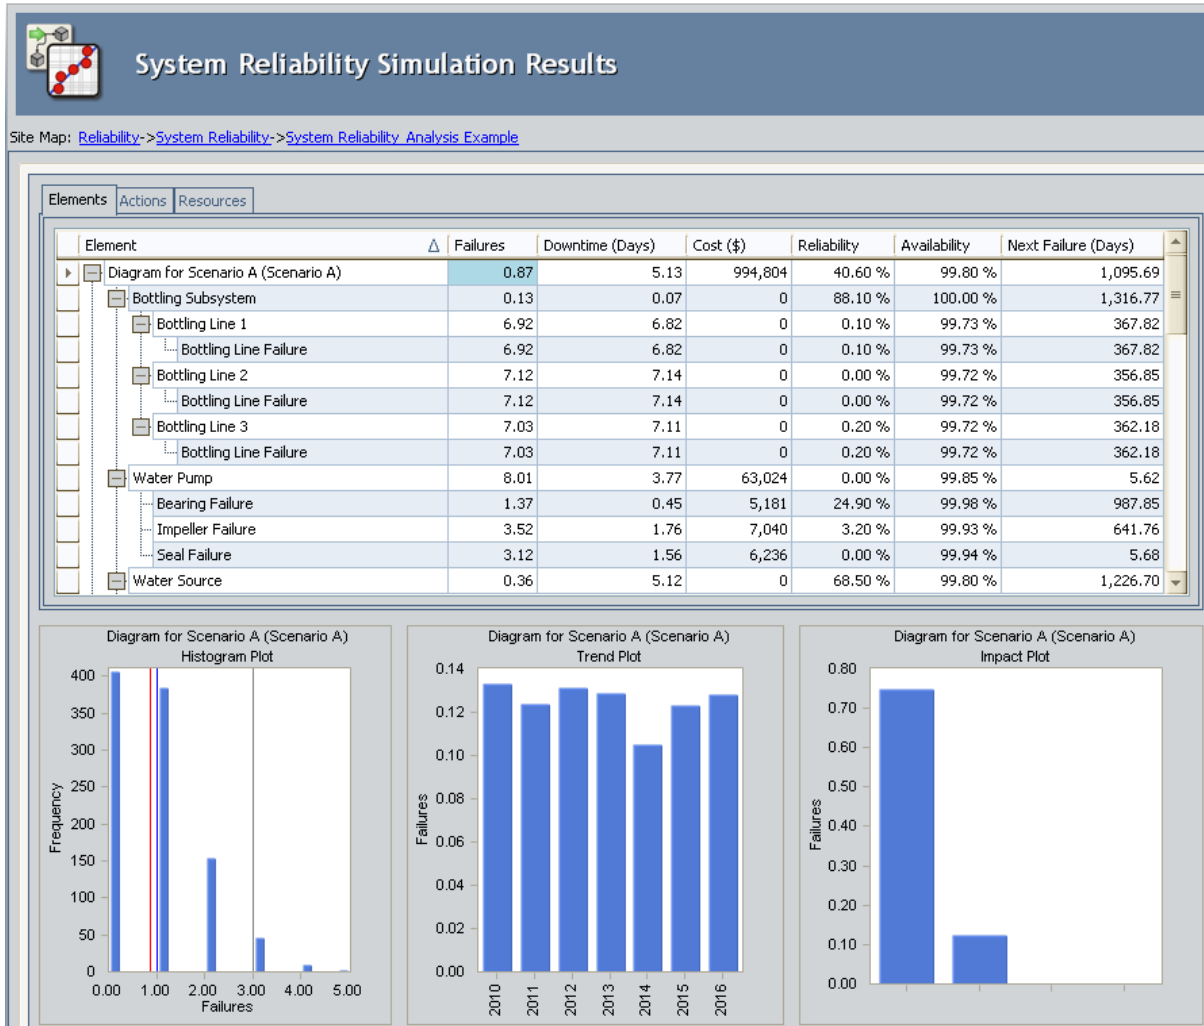 System Reliability Simulation Results
Site Map: Reliability->System Reliability->System Reliability Analysis Example
Elements Actions Resources
Element Failures Downtime (Days) Cost ($) Reliability Availability Next Failure (Days)
Diagram for Scenario A (Scenario A) 0.87 5.13 994,804 40.60 % 99.80 % 1,095.69
Bottling Subsystem 0.13 0.07 0 88.10 % 100.00 % 1,316.77
Bottling Line 1 6.92 6.82 0 0.10 % 99.73 % 367.82
Bottling Line Failure 6.92 6.82 0 0.10 % 99.73 % 367.82
Bottling Line 2 7.12 7.14 0 0.00 % 99.72 % 356.85
Bottling Line Failure 7.12 7.14 0 0.00 % 99.72 % 356.85
Bottling Line 3 7.03 7.11 0 0.20 % 99.72 % 362.18
Bottling Line Failure 7.03 7.11 0 0.20 % 99.72 % 362.18
Water Pump 8.01 3.77 63,024 0.00 % 99.85 % 5.62
Bearing Failure 1.37 0.45 5,181 24.90 % 99.98 % 987.85
Impeller Failure 3.52 1.76 7,040 3.20 % 99.93 % 641.76
Seal Failure 3.12 1.56 6,236 0.00 % 99.94 % 5.68
Water Source 0.36 5.12 0 68.50 % 99.80 % 1,226.70
Diagram for Scenario A (Scenario A)
Histogram Plot
Frequency
400
350
300
250
200
150
100
50
0
0.00 1.00 2.00 3.00 4.00 5.00
Failures
Diagram for Scenario A (Scenario A)
Trend Plot
Failures
0.14
0.12
0.10
0.08
0.06
0.04
0.02
0.00
2010 2011 2012 2013 2014 2015 2016
Diagram for Scenario A (Scenario A)
Impact Plot
Failures
0.80
0.70
0.60
0.50
0.40
0.30
0.20
0.10
0.00